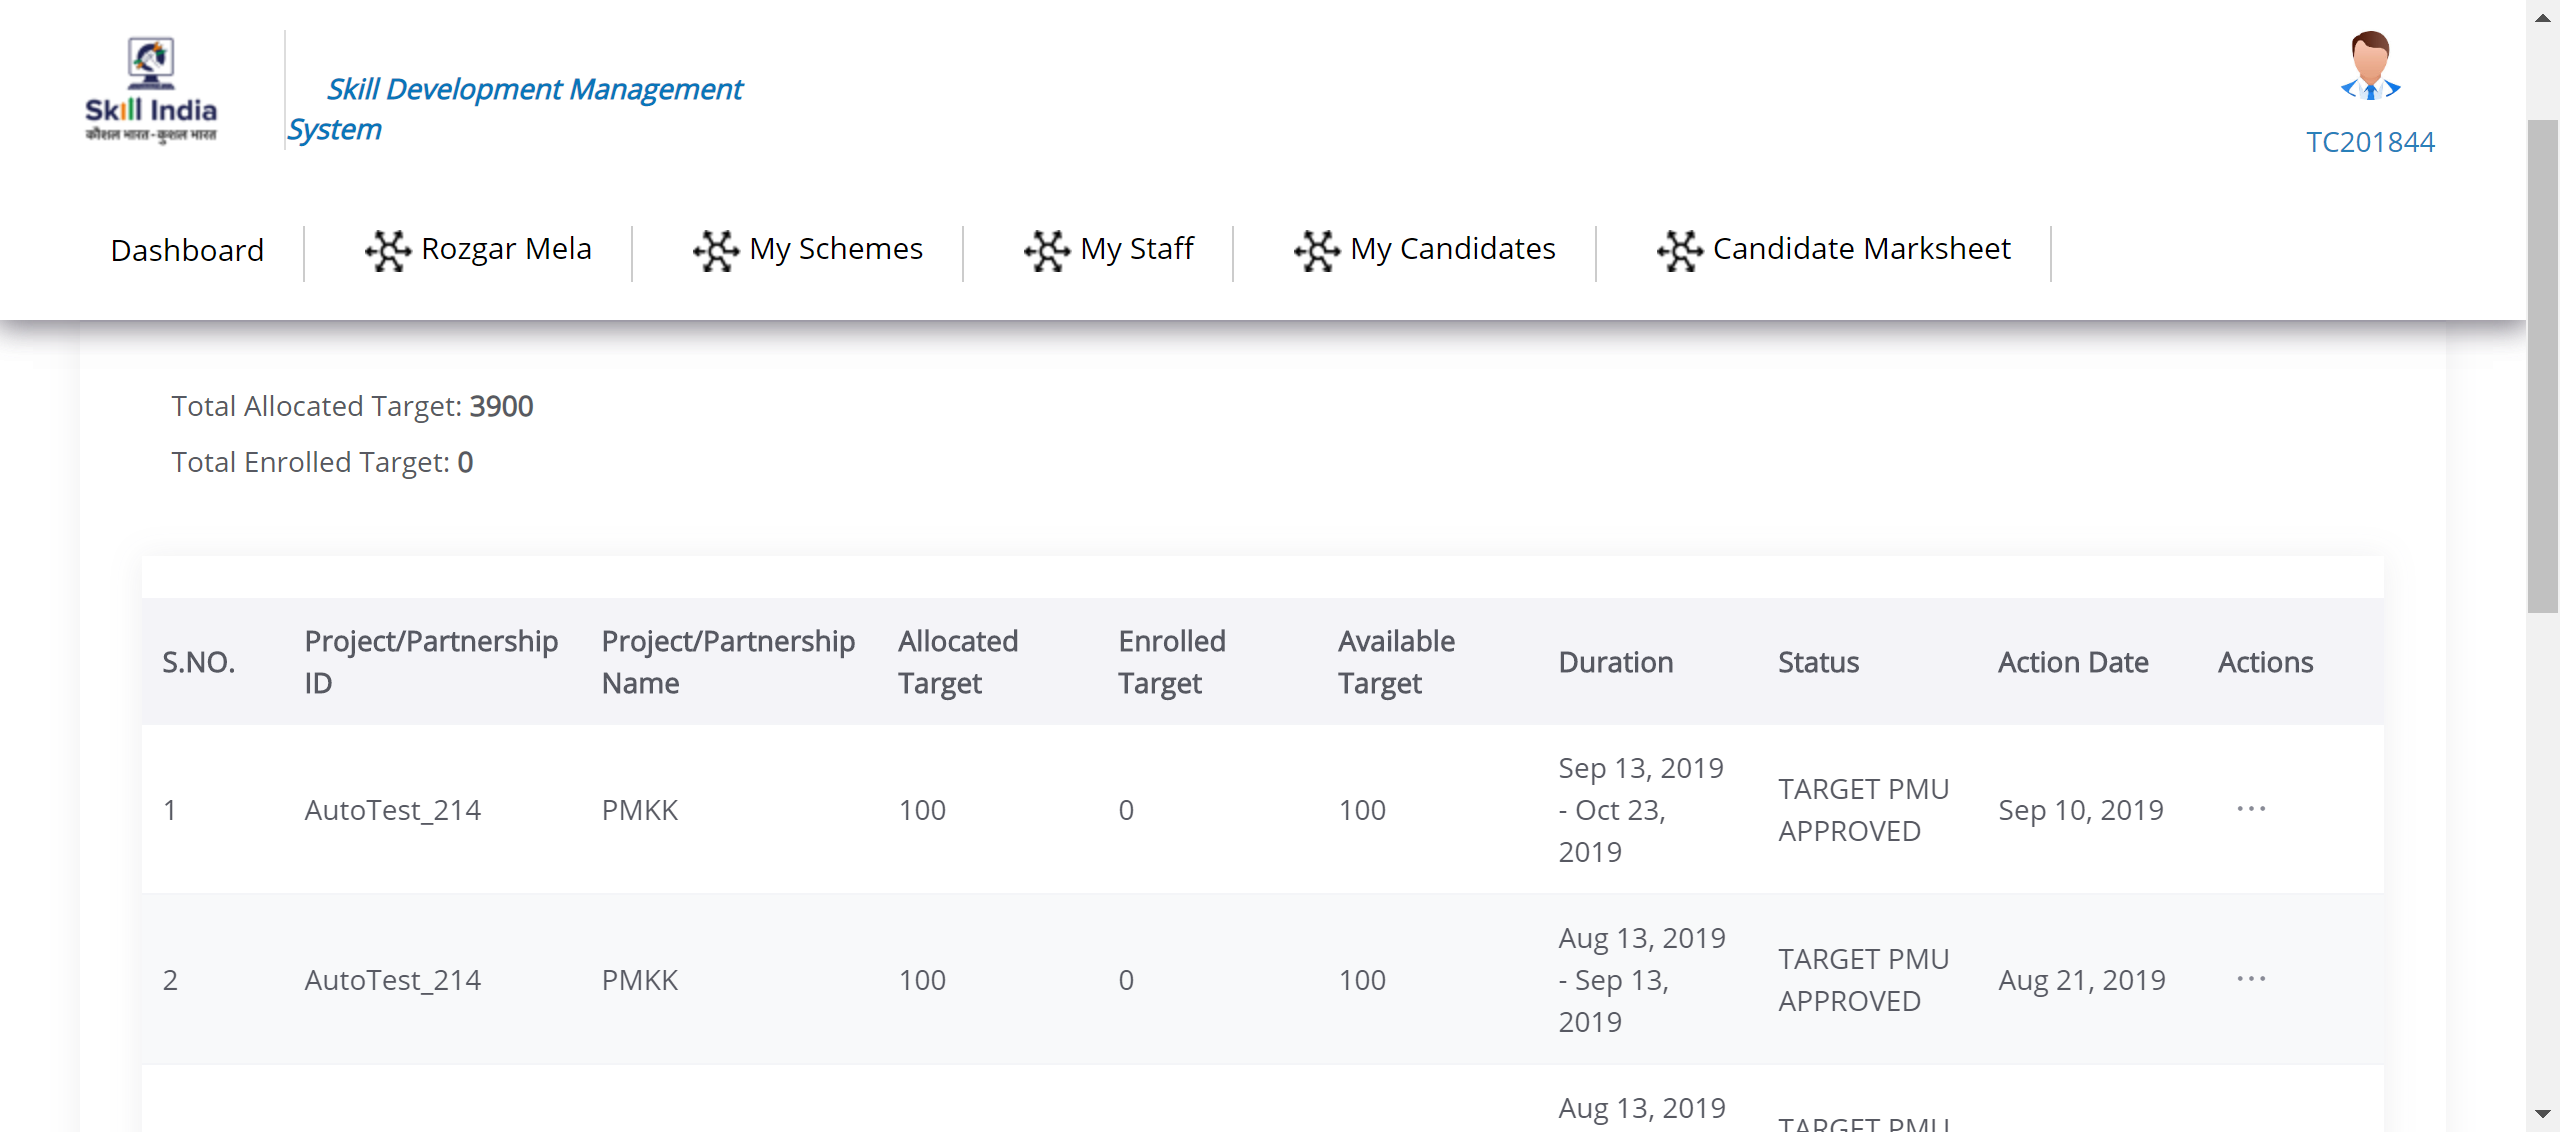 Skill India
कौशल भारत - कुशल भारत
Skill Development Management
System
TC201844
Dashboard
Rozgar Mela
My Schemes
My Staff
My Candidates
Candidate Marksheet
Total Allocated Target: 3900
Total Enrolled Target: 0
S.NO.
Project/Partnership
ID
Project/Partnership
Name
Allocated
Target
Enrolled
Target
Available
Target
Duration
Status
Action Date
Actions
1
AutoTest_214
PMKK
100
0
100
Sep 13, 2019
- Oct 23,
2019
TARGET PMU
APPROVED
Sep 10, 2019
...
2
AutoTest_214
PMKK
100
0
100
Aug 13, 2019
- Sep 13,
2019
TARGET PMU
APPROVED
Aug 21, 2019
...
Aug 13, 2019
TARGET PMU